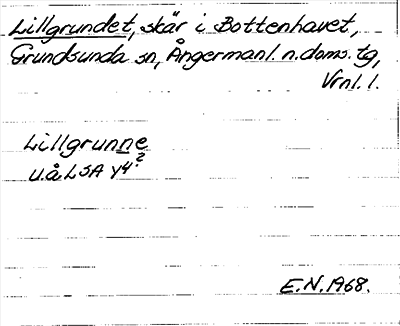 Lillgrundet, skär i Bottenhavet,
Grundsunda sn, Ångermanl. n. doms. tg,
Vrnl. l.
Lillgrunne
u.å. LSA Y4?
E.N. 1968.